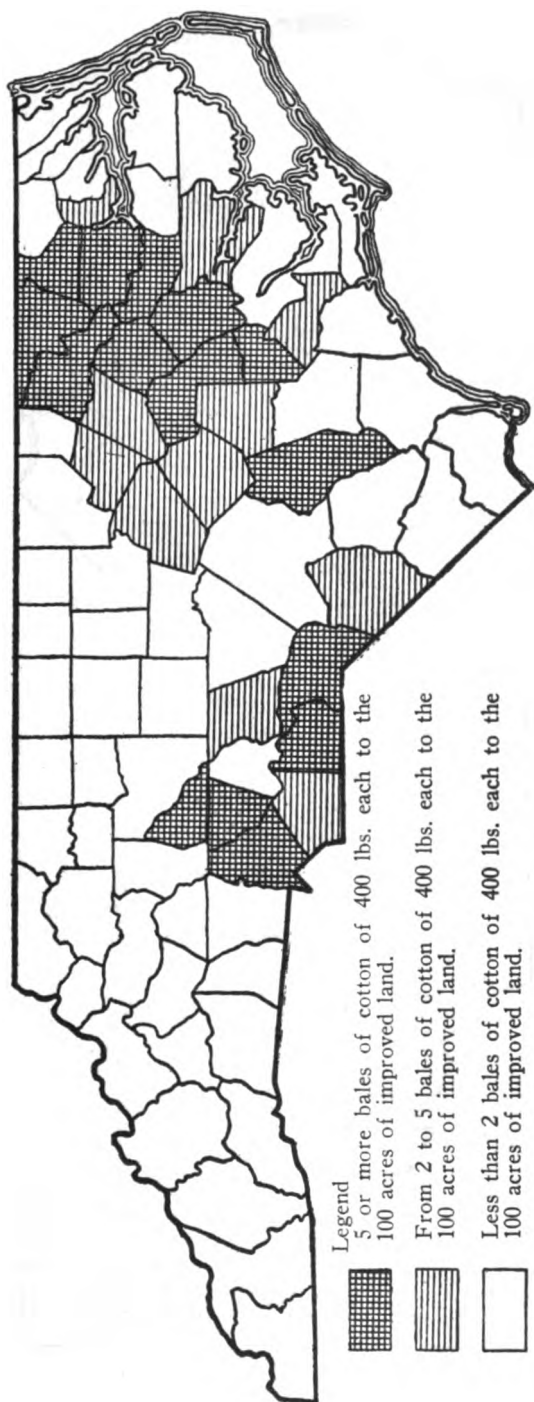 Legend
5 or more bales of cotton of 400 lbs. each to the
100 acres of improved land.
From 2 to 5 bales of cotton of 400 lbs. each to the
100 acres of improved land.
Less than 2 bales of cotton of 400 lbs. each to the
100 acres of improved land.